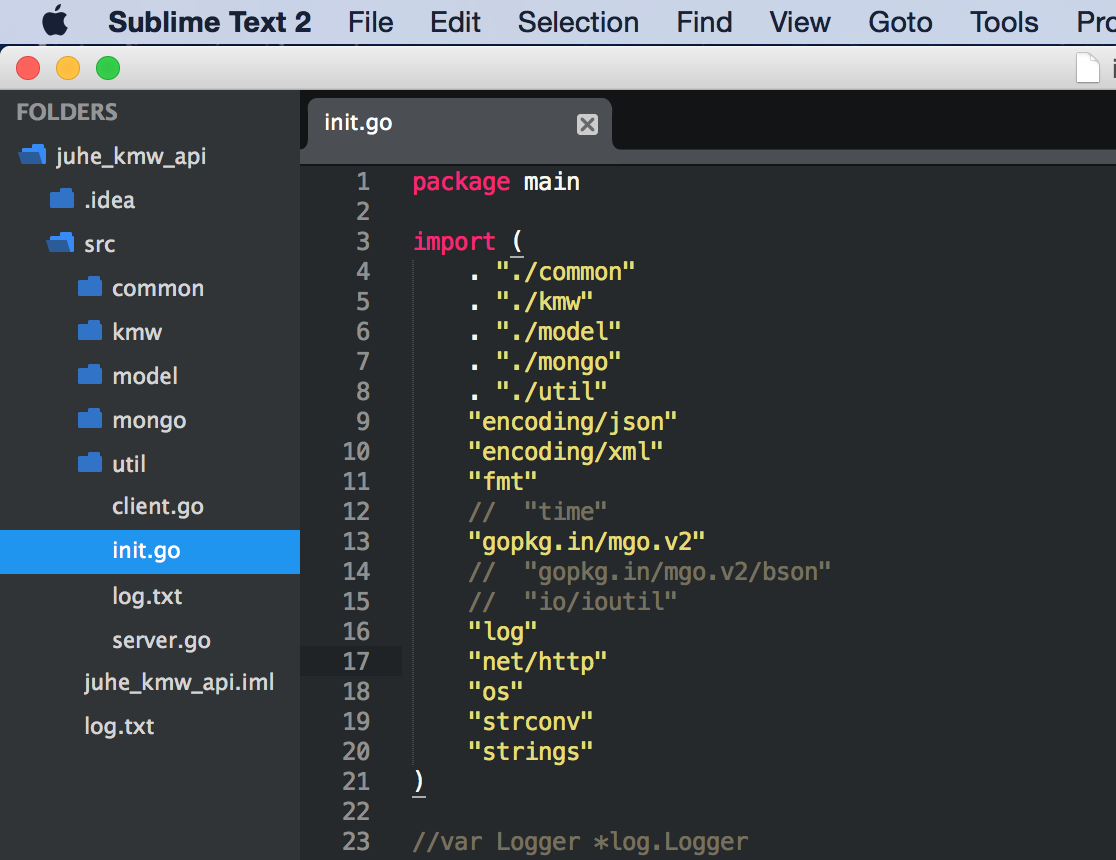 Sublime Text 2 File Edit Selection Find View Goto Tools
FOLDERS
juhe_kmw_api
.idea
src
common
kmw
model
mongo
util
client.go
init.go
log.txt
server.go
juhe_kmw_api.iml
log.txt
init.go
1 package main
2
3 import (
4 . "./common"
5 . "./kmw"
6 . "./model"
7 . "./mongo"
8 . "./util"
9 "encoding/json"
10 "encoding/xml"
11 "fmt"
12 // "time"
13 "gopkg.in/mgo.v2"
14 // "gopkg.in/mgo.v2/bson"
15 // "io/ioutil"
16 "log"
17 "net/http"
18 "os"
19 "strconv"
20 "strings"
21 )
22
23 //var Logger *log.Logger